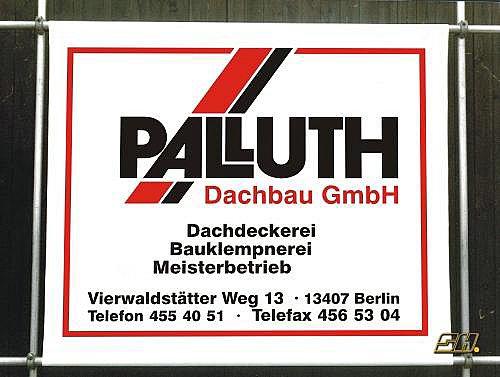 PALLUTH
Dachbau GmbH
Dachdeckerei
Bauklempnerei
Meisterbetrieb
Vierwaldstätter Weg 13 · 13407 Berlin
Telefon 455 40 51 · Telefax 456 53 04